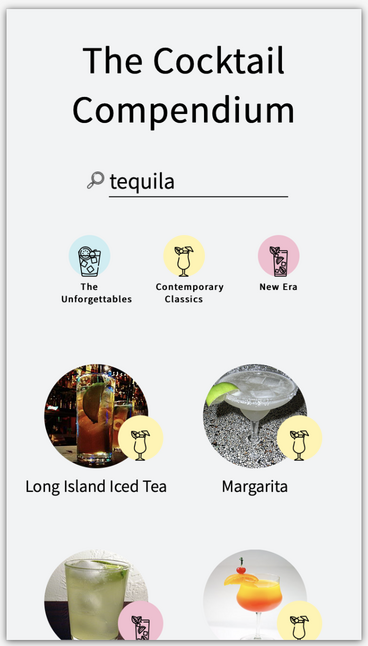 The Cocktail
Compendium
tequila
The
Unforgettables
Contemporary
Classics
New Era
Long Island Iced Tea
Margarita